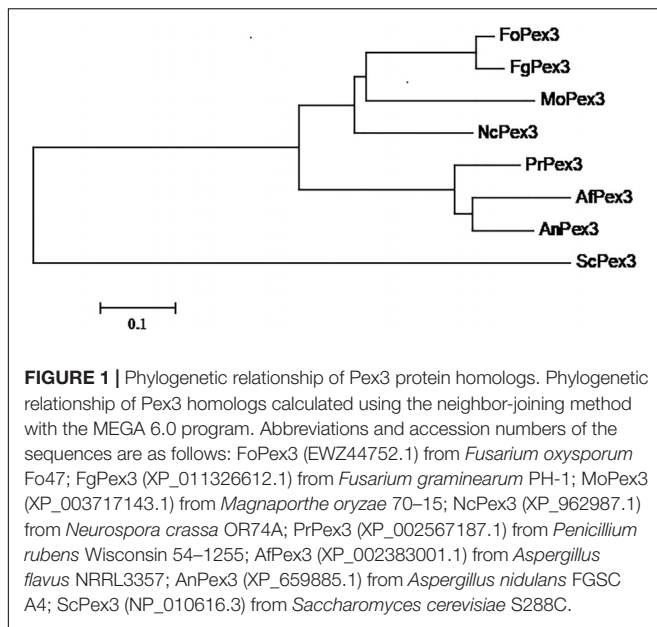 FoPex3
FgPex3
MoPex3
NcPex3
PrPex3
AfPex3
AnPex3
ScPex3
0.1
FIGURE 1 | Phylogenetic relationship of Pex3 protein homologs. Phylogenetic
relationship of Pex3 homologs calculated using the neighbor-joining method
with the MEGA 6.0 program. Abbreviations and accession numbers of the
sequences are as follows: FoPex3 (EWZ44752.1) from Fusarium oxysporum
Fo47; FgPex3 (XP_011326612.1) from Fusarium graminearum PH-1; MoPex3
(XP_003717143.1) from Magnaporthe oryzae 70–15; NcPex3 (XP_962987.1)
from Neurospora crassa OR74A; PrPex3 (XP_002567187.1) from Penicillium
rubens Wisconsin 54–1255; AfPex3 (XP_002383001.1) from Aspergillus
flavus NRRL3357; AnPex3 (XP_659885.1) from Aspergillus nidulans FGSC
A4; ScPex3 (NP_010616.3) from Saccharomyces cerevisiae S288C.